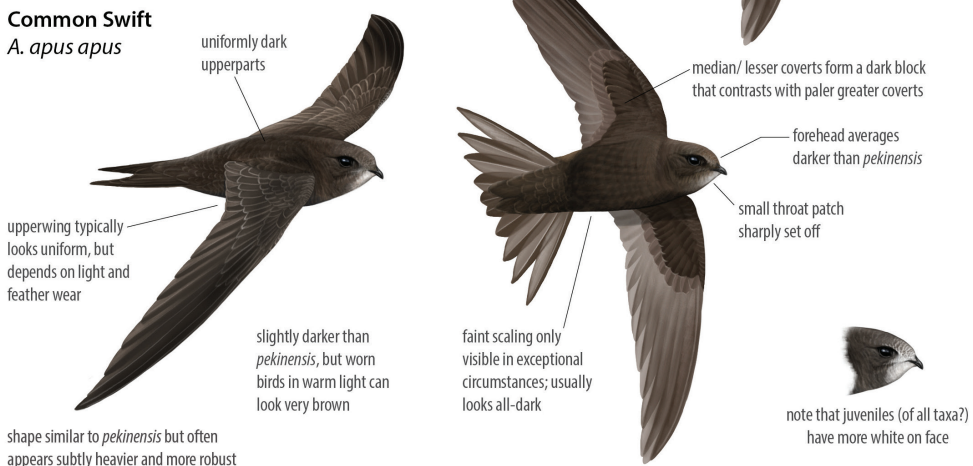 Common Swift
A. apus apus
uniformly dark
upperparts
upperwing typically
looks uniform, but
depends on light and
feather wear
slightly darker than
pekinensis, but worn
birds in warm light can
look very brown
shape similar to pekinensis but often
appears subtly heavier and more robust
median/ lesser coverts form a dark block
that contrasts with paler greater coverts
forehead averages
darker than pekinensis
small throat patch
sharply set off
faint scaling only
visible in exceptional
circumstances; usually
looks all-dark
note that juveniles (of all taxa?)
have more white on face